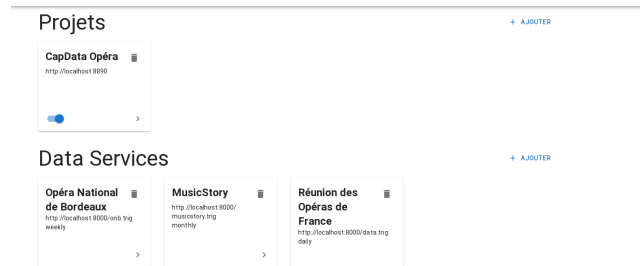 Projets
+ AJOUTER
CapData Opéra
http://localhost:8890
Data Services
+ AJOUTER
Opéra National
de Bordeaux
http://localhost:8000/onb.trig
weekly
MusicStory
http://localhost:8000/
musicstory.trig
monthly
Réunion des
Opéras de
France
http://localhost:8000/data.trig
daily